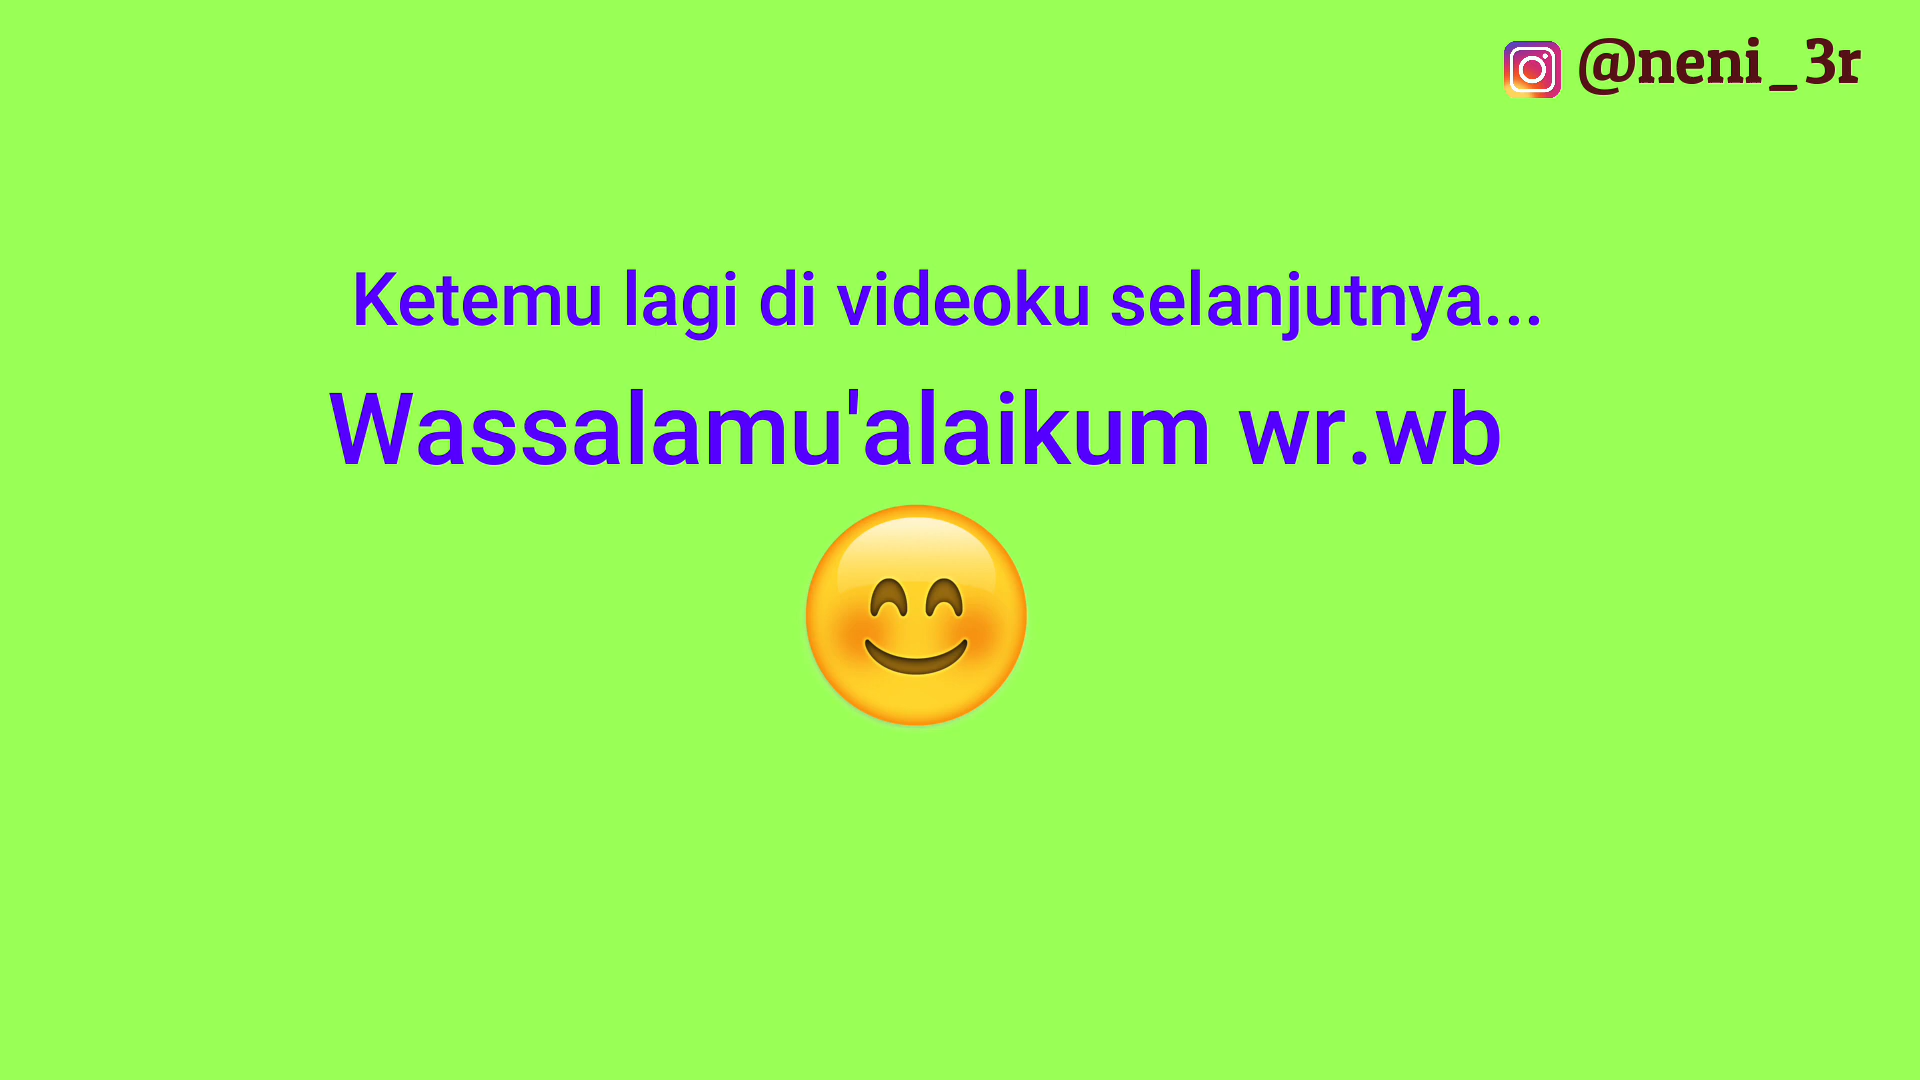 @neni_3r
Ketemu lagi di videoku selanjutnya...
Wassalamu'alaikum wr.wb